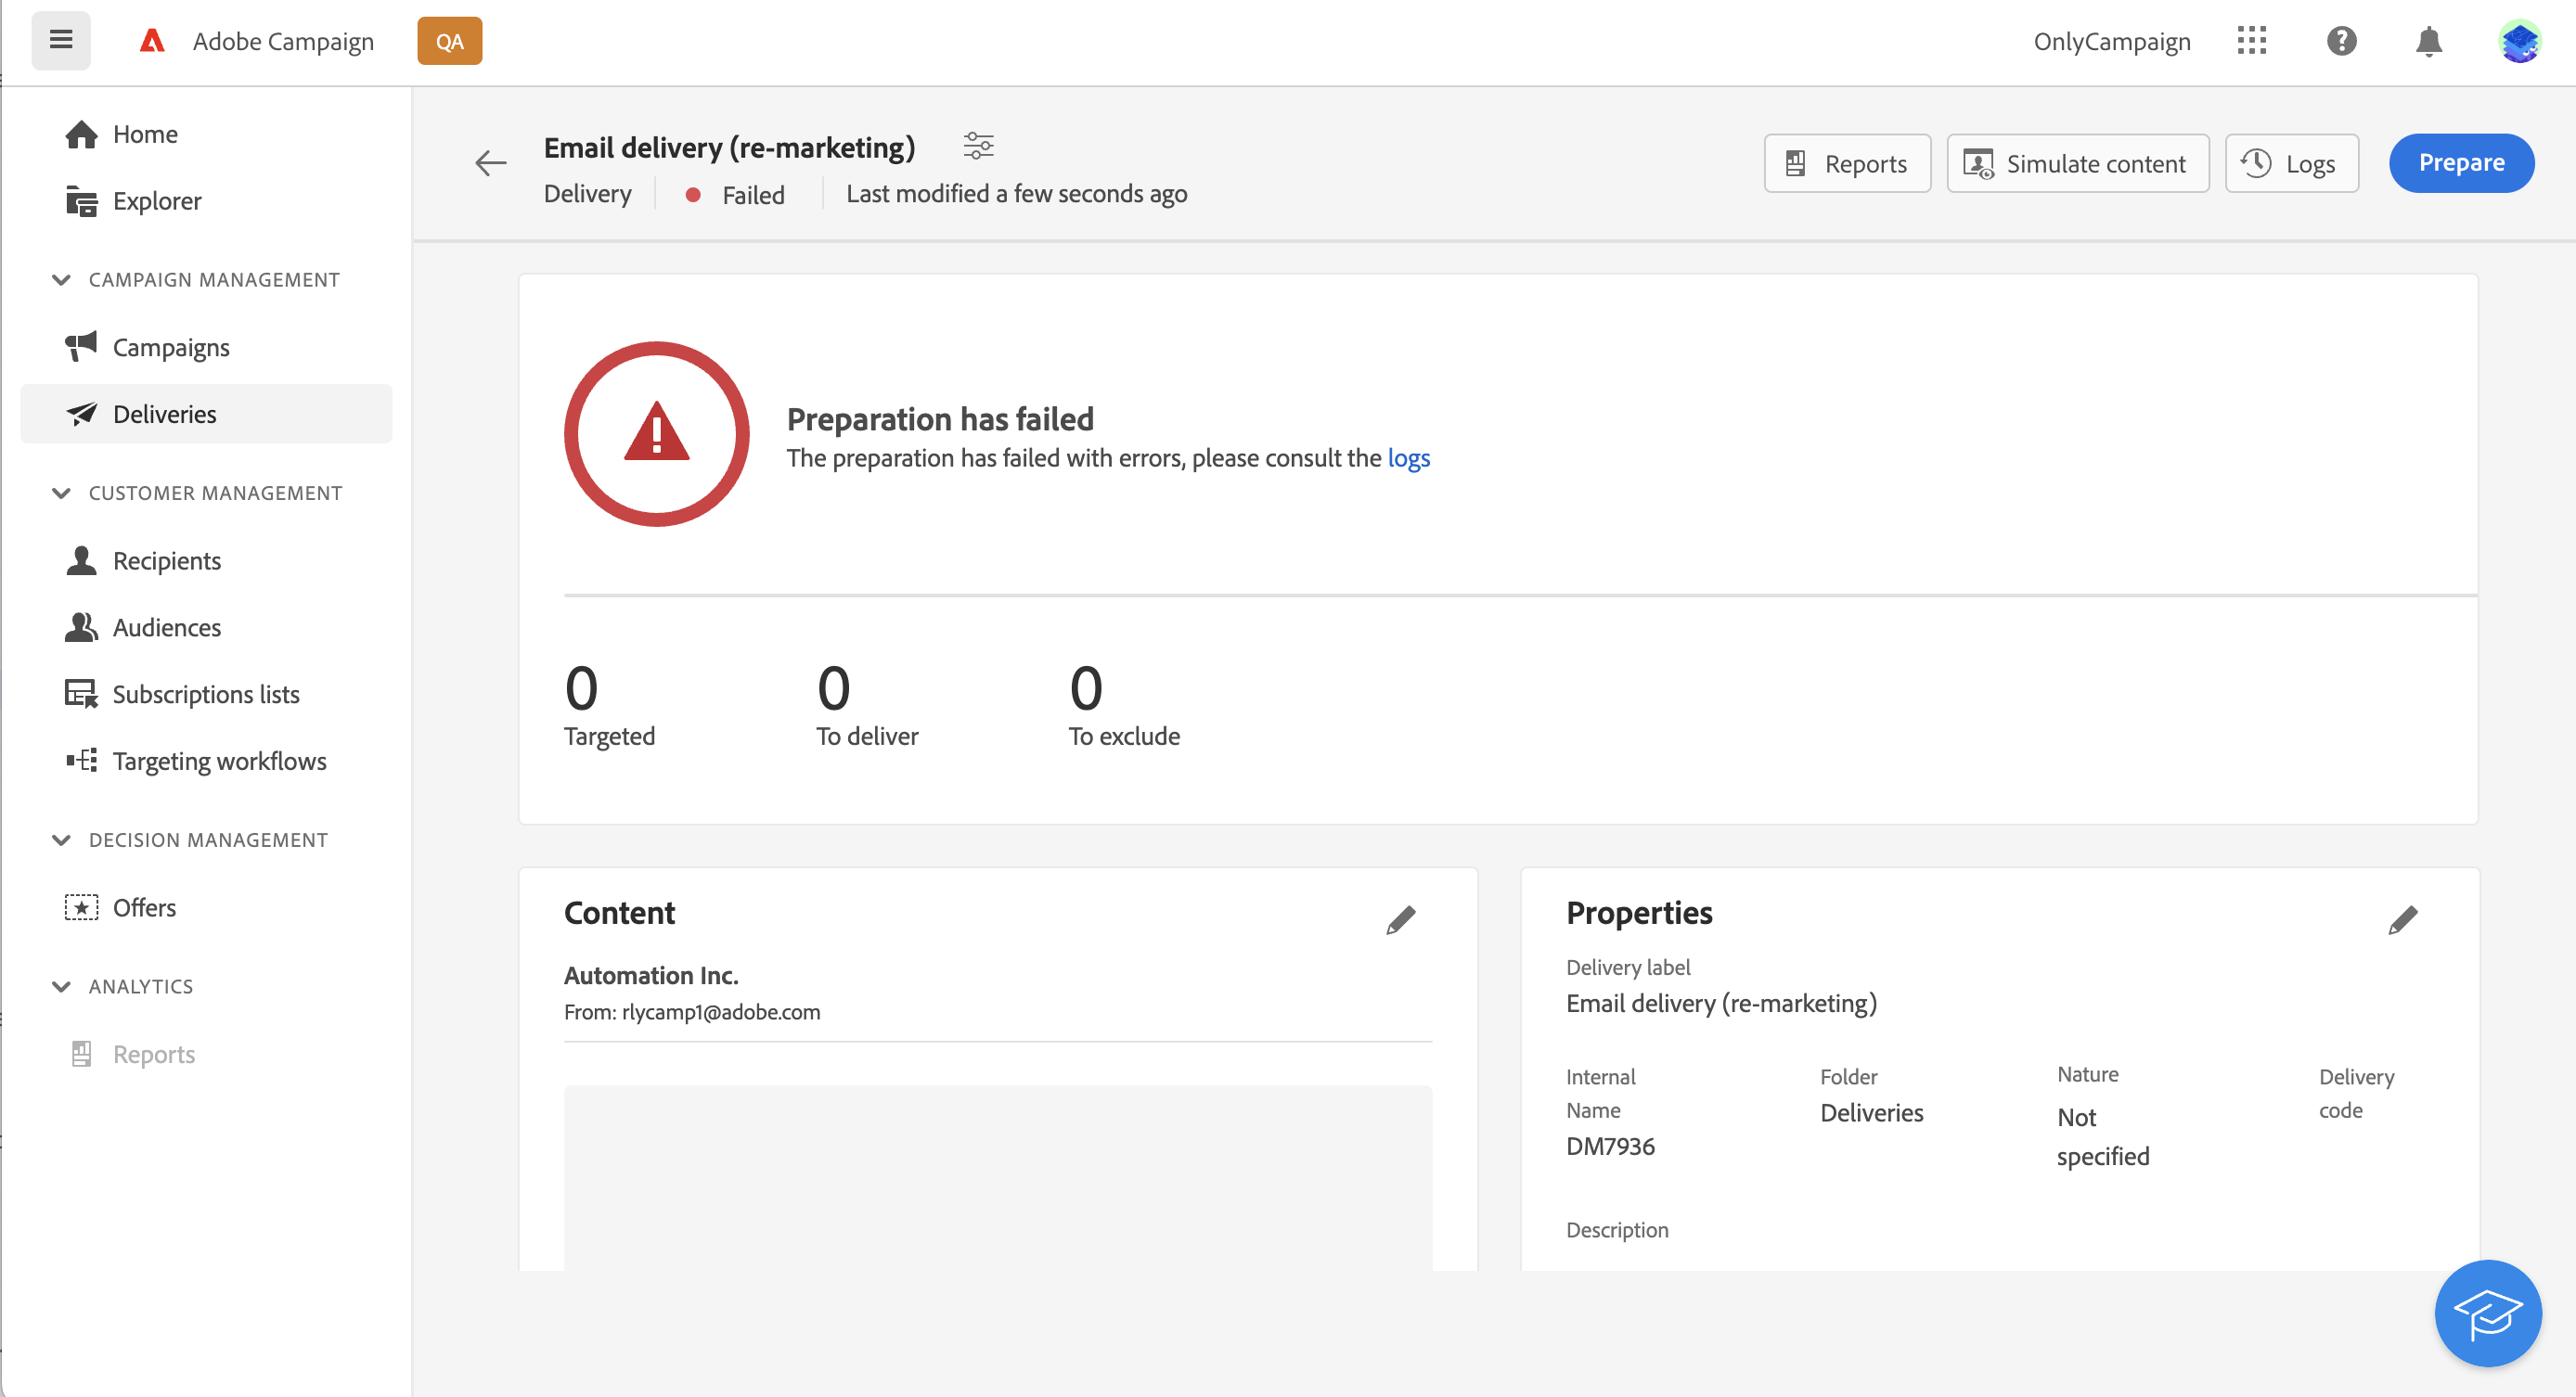 Adobe Campaign QA OnlyCampaign
Home
Explorer
CAMPAIGN MANAGEMENT
Campaigns
Deliveries
CUSTOMER MANAGEMENT
Recipients
Audiences
Subscriptions lists
Targeting workflows
DECISION MANAGEMENT
Offers
ANALYTICS
Reports
Email delivery (re-marketing)
Delivery Failed Last modified a few seconds ago
Reports Simulate content Logs Prepare
Preparation has failed
The preparation has failed with errors, please consult the logs
0 0 0
Targeted To deliver To exclude
Content
Automation Inc.
From: rlycamp1@adobe.com
Properties
Delivery label
Email delivery (re-marketing)
Internal
Name
DM7936
Folder
Deliveries
Nature
Not
specified
Delivery
code
Description